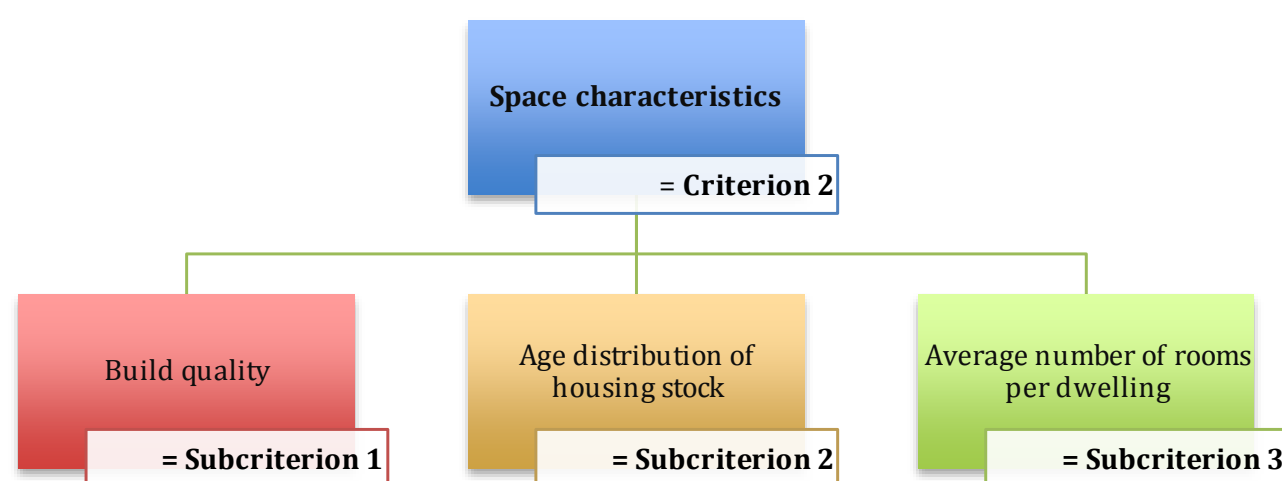 Space characteristics
= Criterion 2
Build quality
= Subcriterion 1
Age distribution of
housing stock
= Subcriterion 2
Average number of rooms
per dwelling
= Subcriterion 3